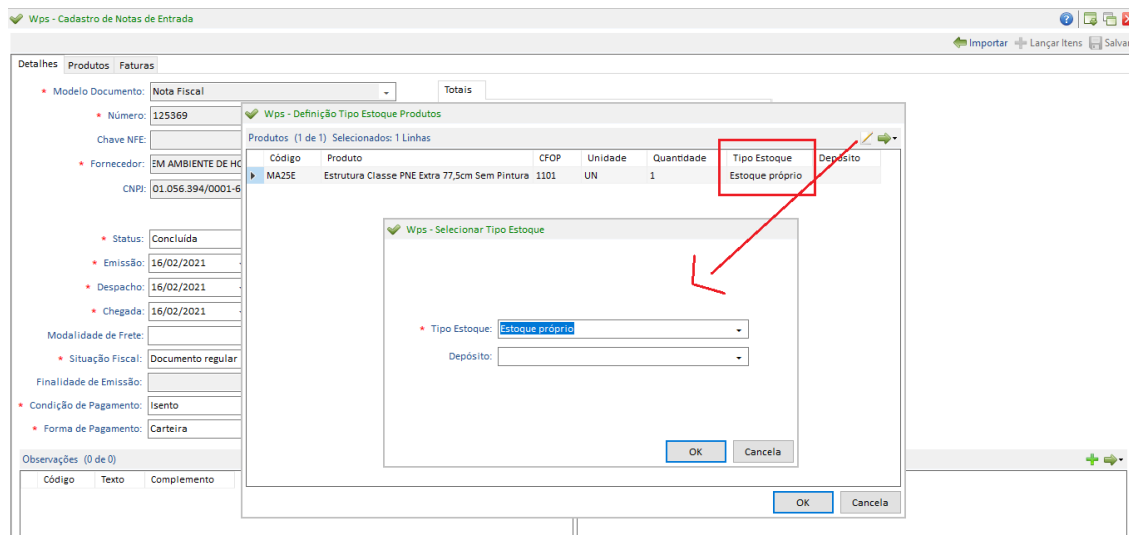 Wps - Cadastro de Notas de Entrada
Importar Lançar Itens Salvar
Detalhes Produtos Faturas
* Modelo Documento: Nota Fiscal
Totais
* Número: 125369
Chave NFE:
* Fornecedor: EM AMBIENTE DE HO
CNPJ: 01.056.394/0001-6
* Status: Concluída
* Emissão: 16/02/2021
* Despacho: 16/02/2021
* Chegada: 16/02/2021
Modalidade de Frete:
* Situação Fiscal: Documento regular
Finalidade de Emissão:
* Condição de Pagamento: Isento
* Forma de Pagamento: Carteira
Observações (0 de 0)
Código Texto Complemento
Wps - Definição Tipo Estoque Produtos
Produtos (1 de 1) Selecionados: 1 Linhas
Código Produto CFOP Unidade Quantidade Tipo Estoque Depósito
MA25E Estrutura Classe PNE Extra 77,5cm Sem Pintura 1101 UN 1 Estoque próprio
Wps - Selecionar Tipo Estoque
* Tipo Estoque: Estoque próprio
Depósito:
OK Cancela
OK Cancela